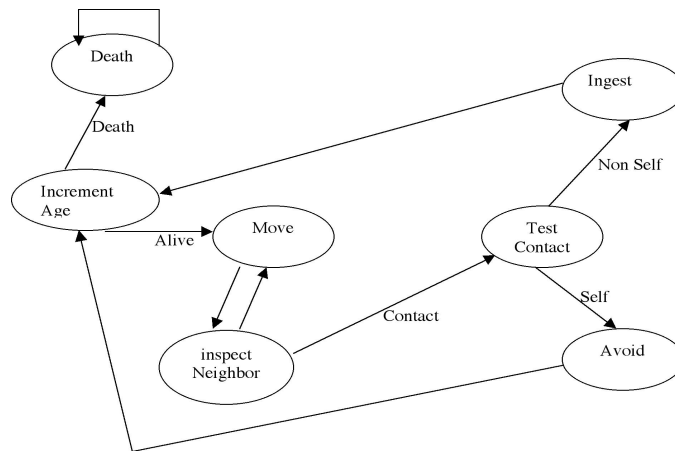 Death
Ingest
Death
Non Self
Increment
Age
Alive
Move
Test
Contact
Self
Contact
inspect
Neighbor
Avoid